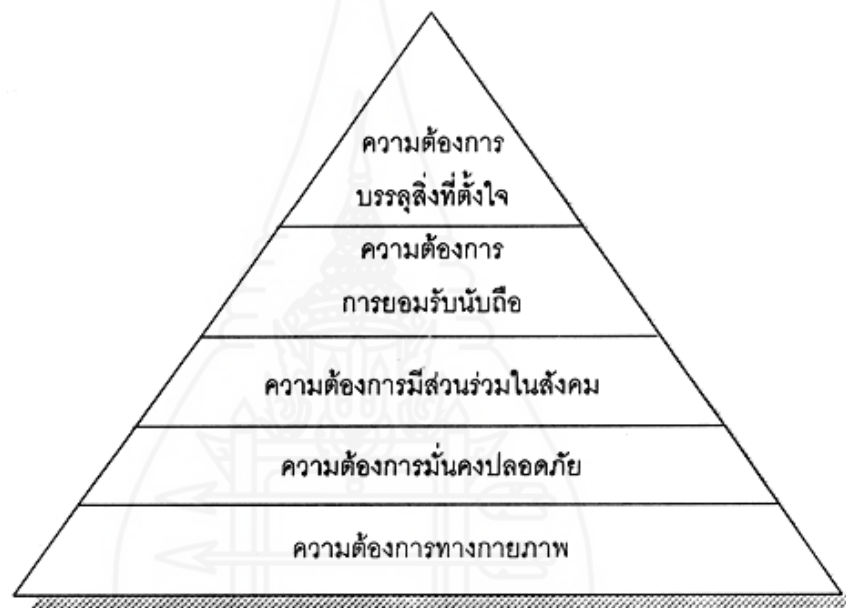 ความต้องการ
บรรลุสิ่งที่ตั้งใจ
ความต้องการ
การยอมรับนับถือ
ความต้องการมีส่วนร่วมในสังคม
ความต้องการมั่นคงปลอดภัย
ความต้องการทางกายภาพ